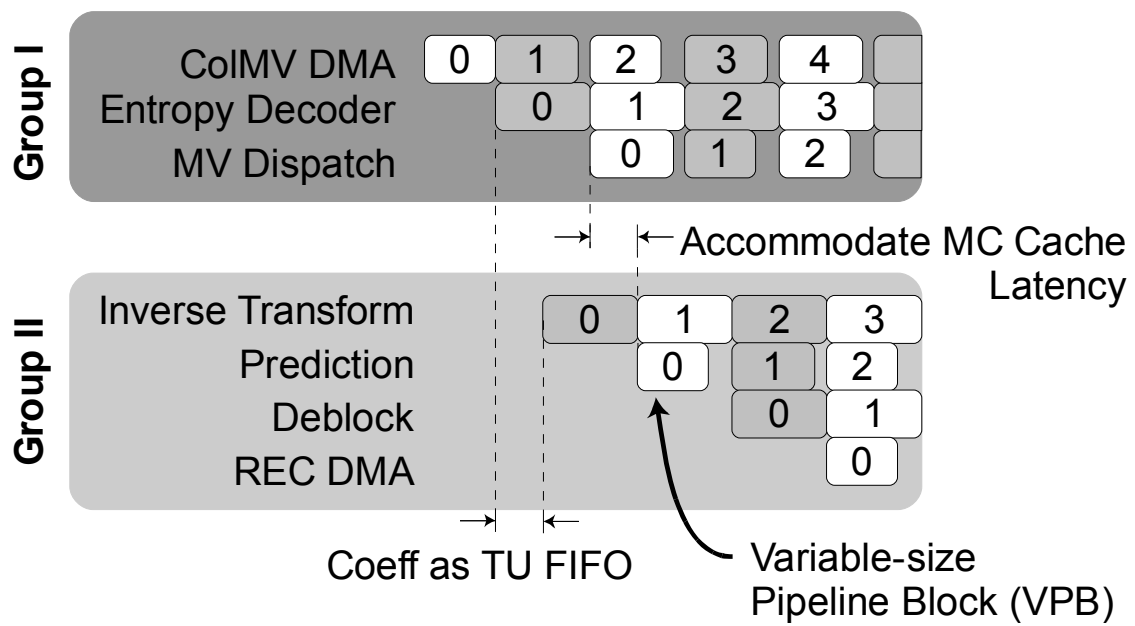 Group I
ColMV DMA 0 1 2 3 4
Entropy Decoder 0 1 2 3
MV Dispatch 0 1 2
Accommodate MC Cache
Latency
Group II
Inverse Transform 0 1 2 3
Prediction 0 1 2
Deblock 0 1
REC DMA 0
Coeff as TU FIFO
Variable-size
Pipeline Block (VPB)